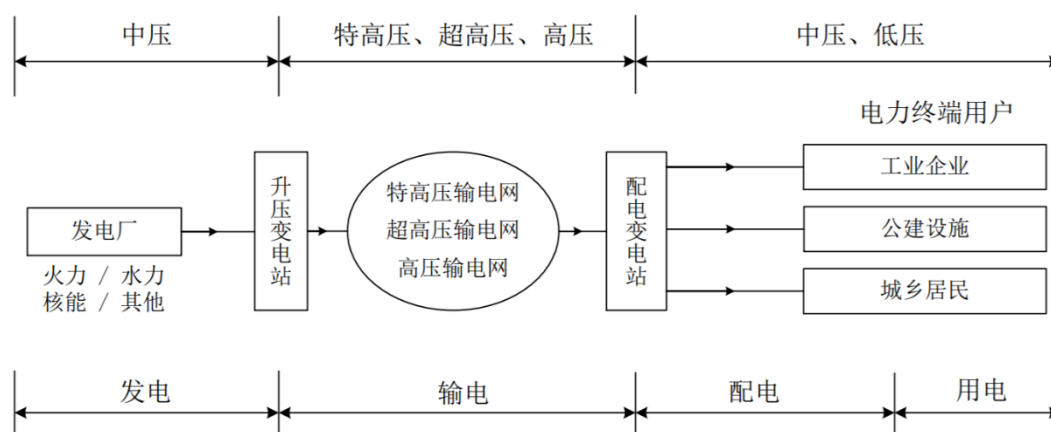 中压
特高压、超高压、高压
中压、低压
电力终端用户
发电厂
火力 / 水力
核能 / 其他
升压变电站
特高压输电网
超高压输电网
高压输电网
配电变电站
工业企业
公建设施
城乡居民
发电
输电
配电
用电